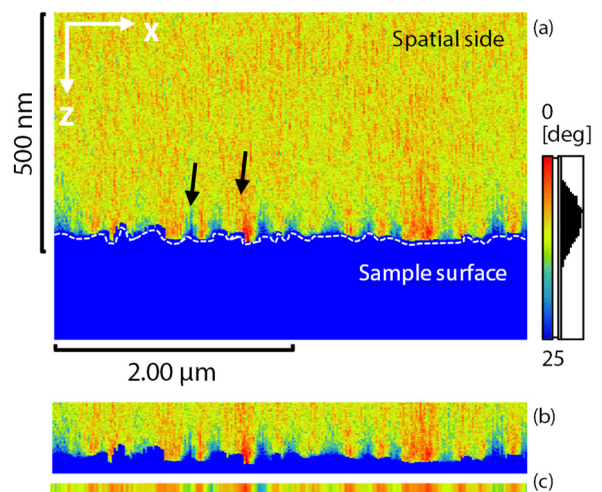 (a)
X
Spatial side
Z
500 nm
0
[deg]
Sample surface
25
2.00 μm
(b)
(c)